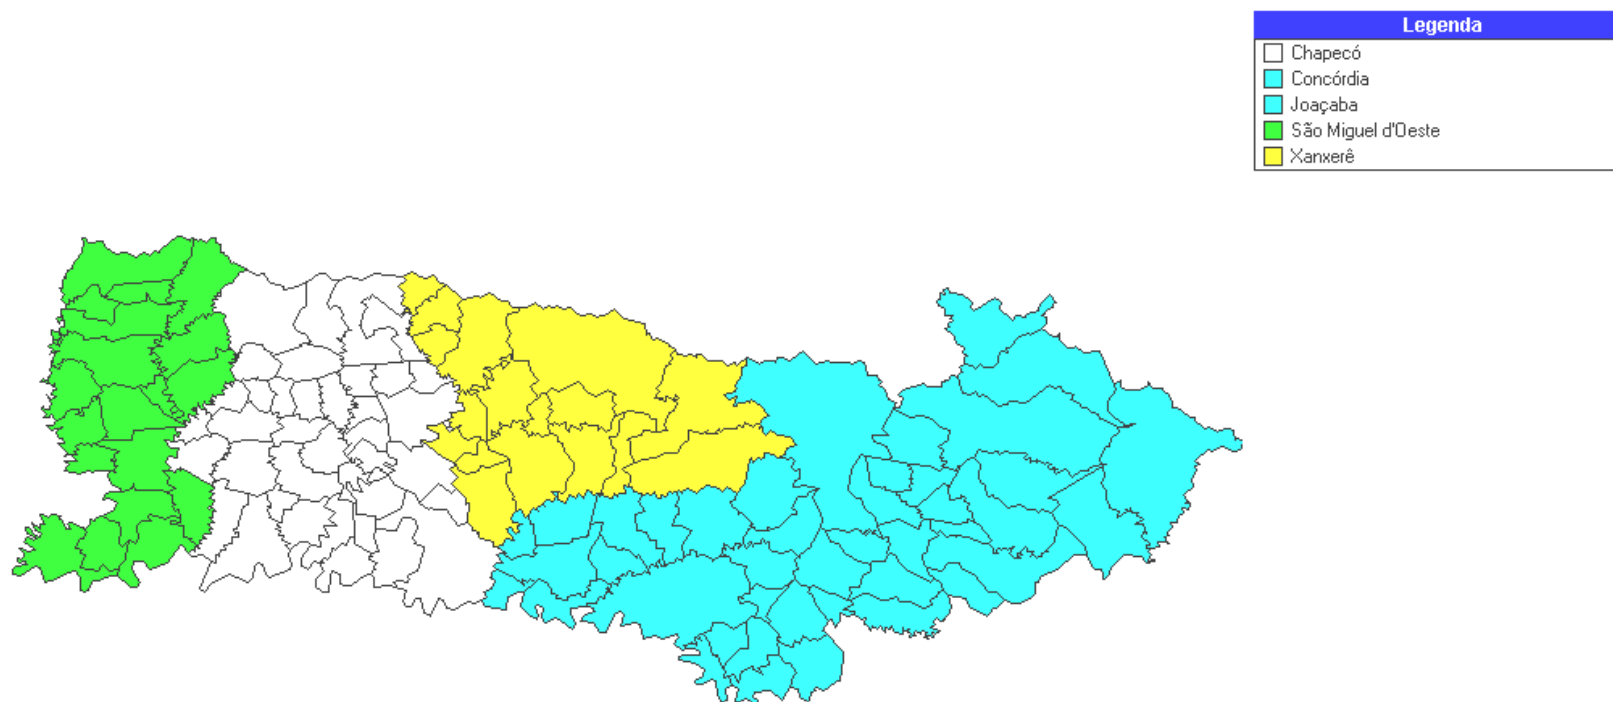 Legenda
Chapecó
Concórdia
Joaçaba
São Miguel d'Oeste
Xanxerê